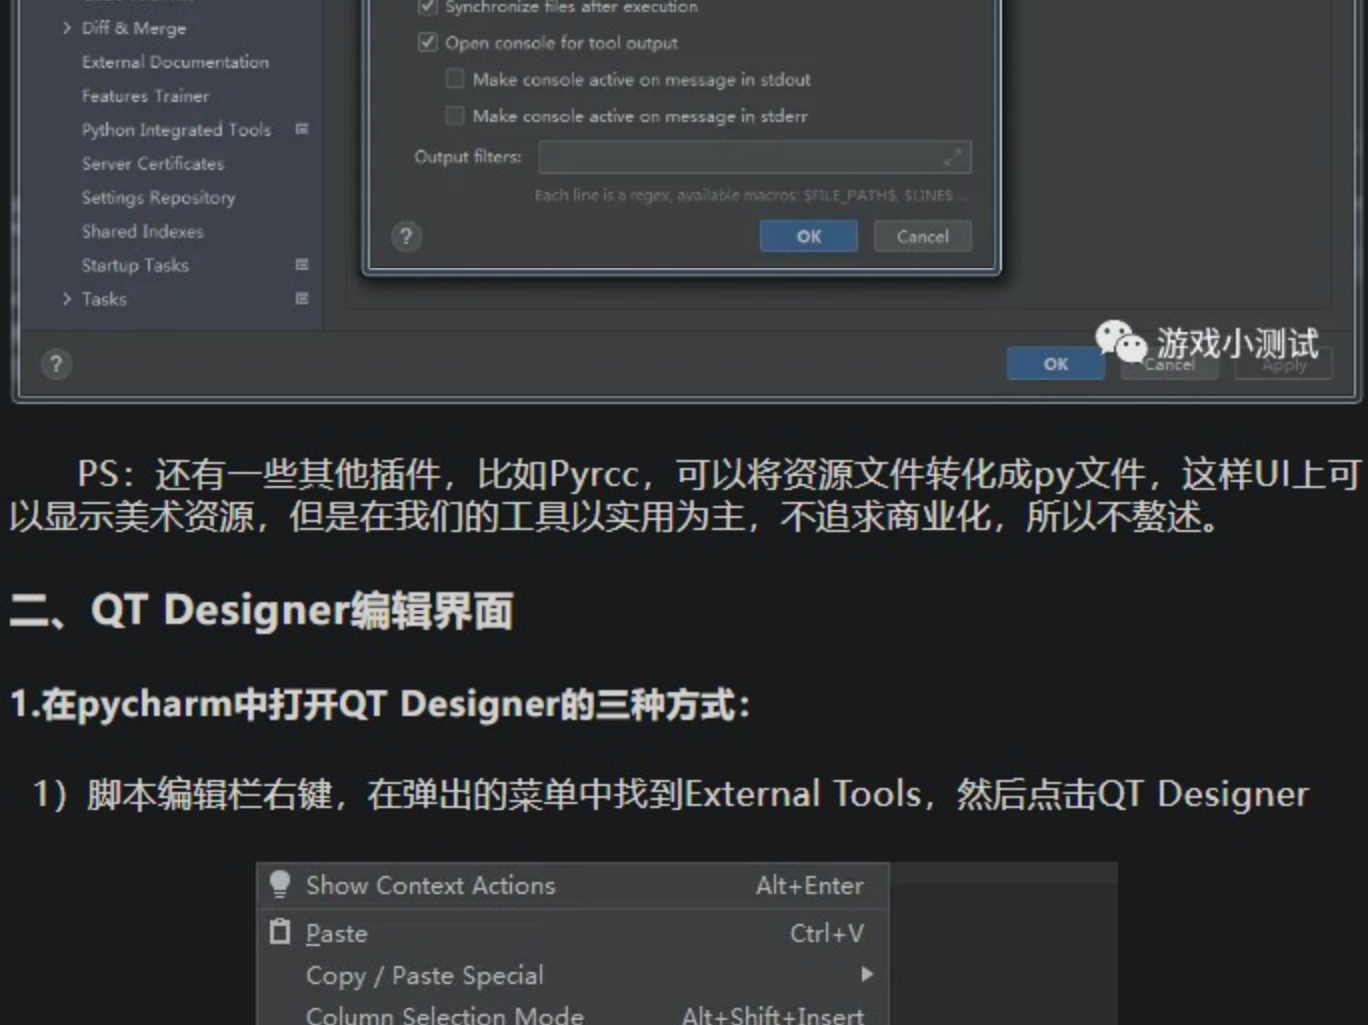 Synchronize files after execution
Diff & Merge
Open console for tool output
External Documentation
Make console active on message in stdout
Features Trainer
Make console active on message in stderr
Python Integrated Tools
Output filters:
Server Certificates
Each line is a regex, available macros: $FILE_PATH$, $LINE$ ...
Settings Repository
Shared Indexes
? OK Cancel
Startup Tasks
Tasks
游戏小测试
? OK Cancel Apply
PS：还有一些其他插件，比如Pyrcc，可以将资源文件转化成py文件，这样UI上可
以显示美术资源，但是在我们的工具以实用为主，不追求商业化，所以不赘述。
二、QT Designer编辑界面
1.在pycharm中打开QT Designer的三种方式：
1）脚本编辑栏右键，在弹出的菜单中找到External Tools，然后点击QT Designer
Show Context Actions Alt+Enter
Paste Ctrl+V
Copy / Paste Special
Column Selection Mode Alt+Shift+Insert